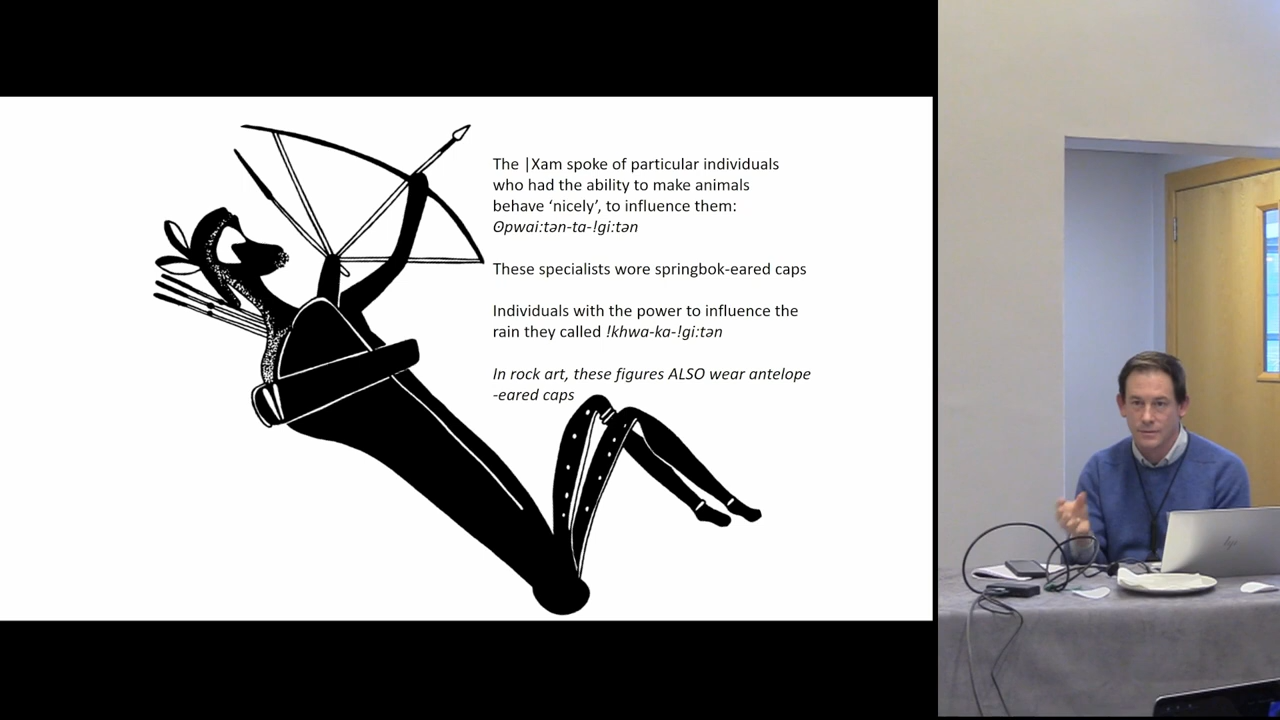 The |Xam spoke of particular individuals
who had the ability to make animals
behave ‘nicely’, to influence them:
ʘpwai:tən-ta-!gi:tən
These specialists wore springbok-eared caps
Individuals with the power to influence the
rain they called !khwa-ka-!gi:tən
In rock art, these figures ALSO wear antelope
-eared caps
hp